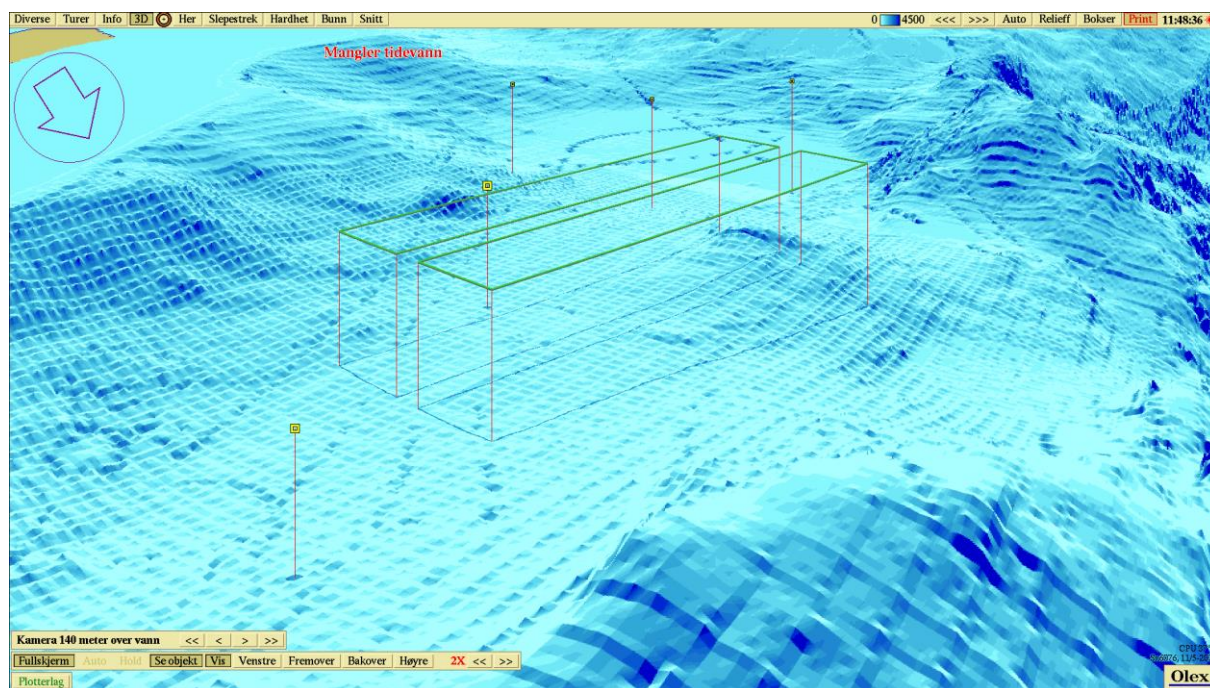 Diverse Turer Info 3D Her Slepestrek Hardhet Bunn Snitt 0 4500 <<< >>> Auto Relieff Bokser Print 11:48:36
Mangler tidevann
Kamera 140 meter over vann << < > >>
Fullskjerm Auto Hold Se objekt Vis Venstre Fremover Bakover Høyre 2X << >>
CPU
Plotterlag Olex